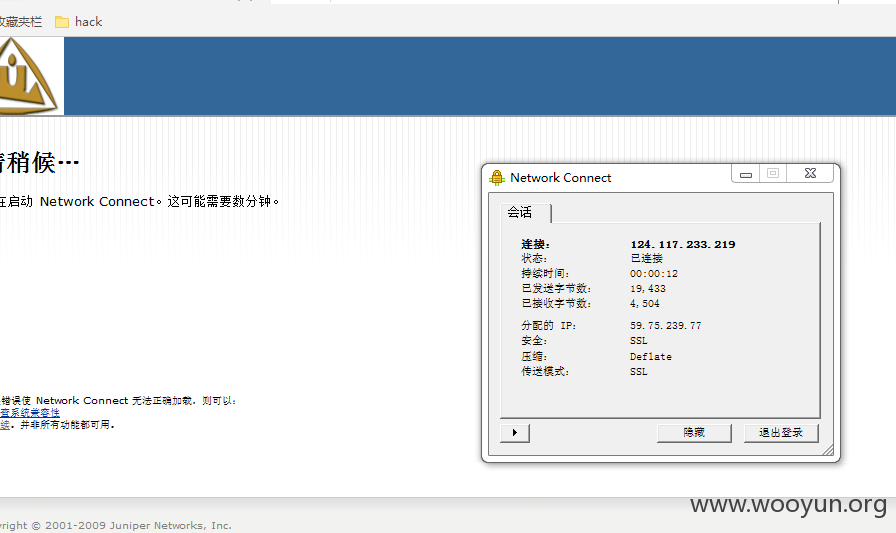 收藏夹栏 hack
请稍候…
在启动 Network Connect。这可能需要数分钟。
Network Connect
会话
连接: 124.117.233.219
状态: 已连接
持续时间: 00:00:12
已发送字节数: 19,433
已接收字节数: 4,504
分配的 IP: 59.75.239.77
安全: SSL
压缩: Deflate
传送模式: SSL
隐藏 退出登录
错误使 Network Connect 无法正确加载，则可以:
查系统兼容性
续。并非所有功能都可用。
www.wooyun.org
right © 2001-2009 Juniper Networks, Inc.